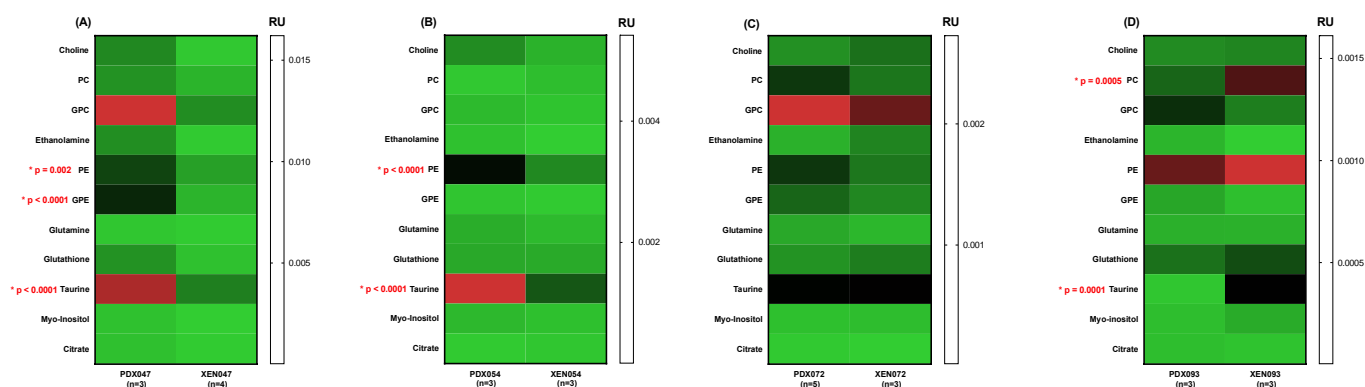 (A)
RU
Choline
PC
GPC
Ethanolamine
* p = 0.002 PE
* p < 0.0001 GPE
Glutamine
Glutathione
* p < 0.0001 Taurine
Myo-Inositol
Citrate
0.015
0.010
0.005
PDX047
(n=3)
XEN047
(n=4)
(B)
RU
Choline
PC
GPC
Ethanolamine
* p < 0.0001 PE
GPE
Glutamine
Glutathione
* p < 0.0001 Taurine
Myo-Inositol
Citrate
0.004
0.002
PDX054
(n=3)
XEN054
(n=3)
(C)
RU
Choline
PC
GPC
Ethanolamine
PE
GPE
Glutamine
Glutathione
Taurine
Myo-Inositol
Citrate
0.002
0.001
PDX072
(n=5)
XEN072
(n=3)
(D)
RU
Choline
* p = 0.0005 PC
GPC
Ethanolamine
PE
GPE
Glutamine
Glutathione
* p = 0.0001 Taurine
Myo-inositol
Citrate
0.0015
0.0010
0.0005
PDX093
(n=3)
XEN093
(n=3)